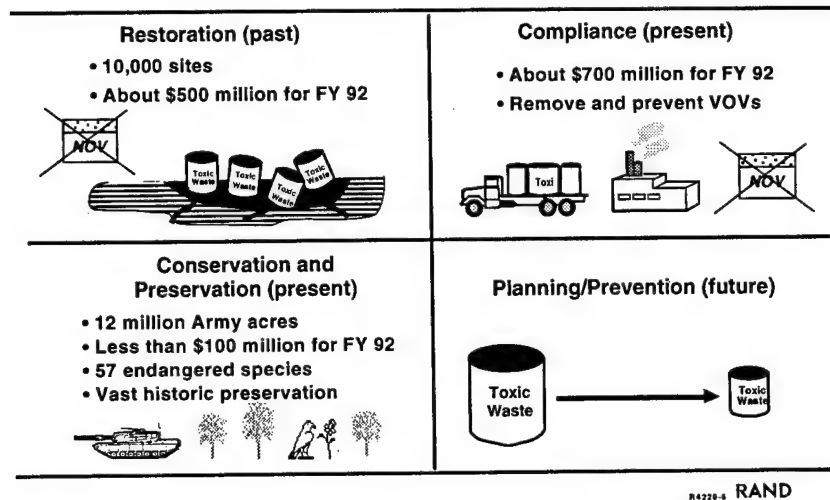 Restoration (past)
• 10,000 sites
• About $500 million for FY 92
NOV
Toxic
Waste
Toxic
Waste
Toxic
Waste
Toxic
Waste
Compliance (present)
• About $700 million for FY 92
• Remove and prevent VOVs
Toxi
NOV
Conservation and
Preservation (present)
• 12 million Army acres
• Less than $100 million for FY 92
• 57 endangered species
• Vast historic preservation
Planning/Prevention (future)
Toxic
Waste
Toxic
Waste
R4220-6 RAND